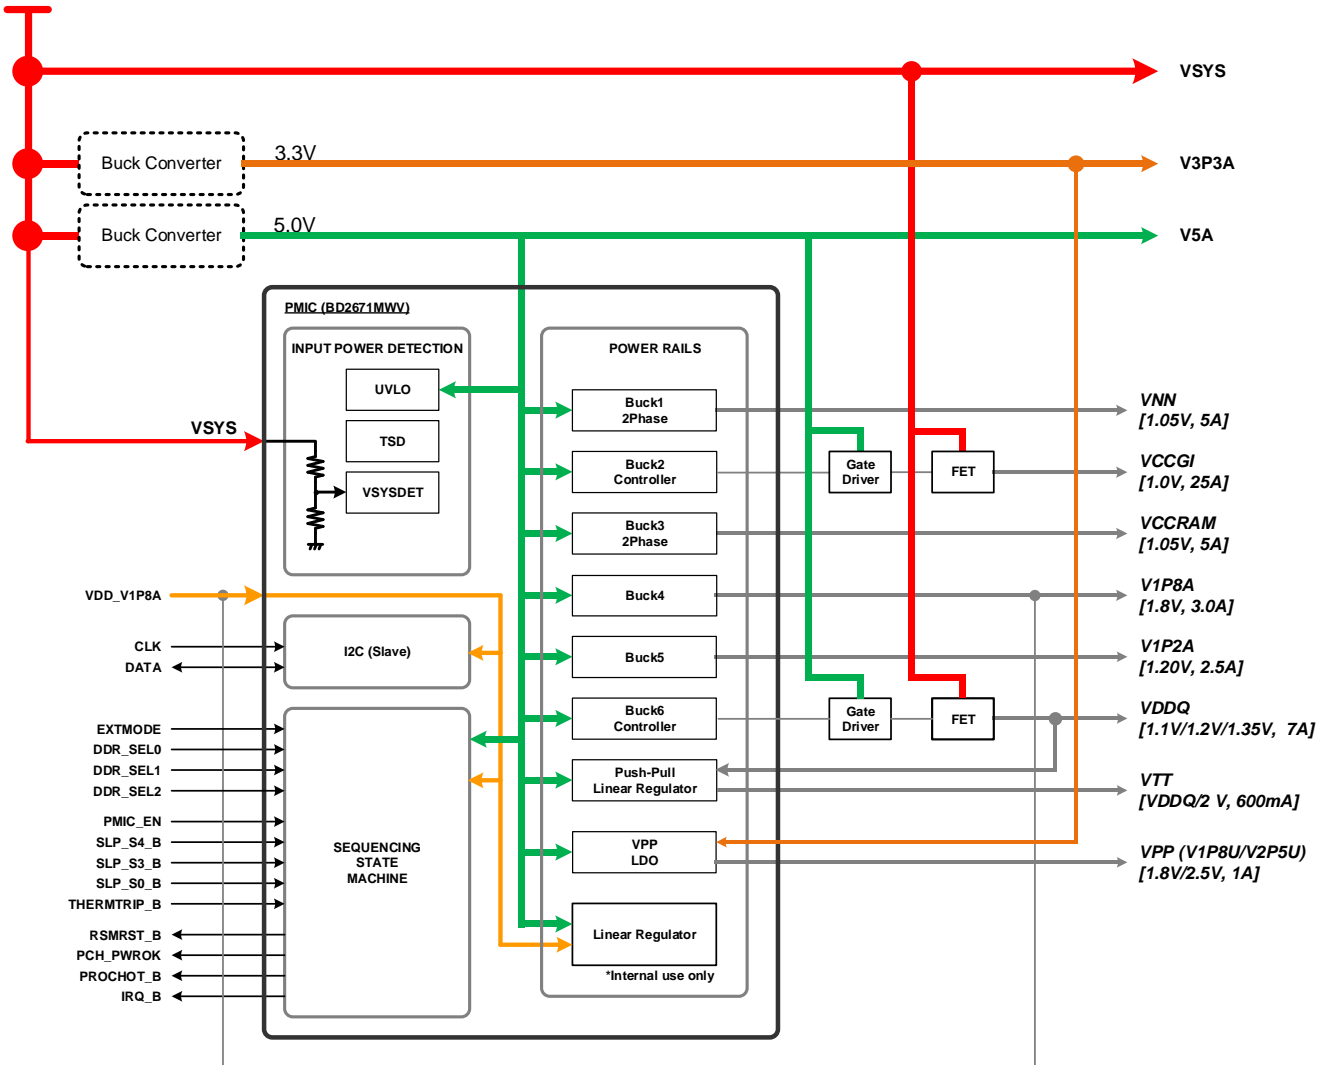 VSYS
Buck Converter
3.3V
V3P3A
Buck Converter
5.0V
V5A
PMIC (BD2671MWV)
INPUT POWER DETECTION
UVLO
TSD
VSYSDET
VSYS
POWER RAILS
Buck1
2Phase
VNN
[1.05V, 5A]
Buck2
Controller
Gate
Driver
FET
VCCGI
[1.0V, 25A]
Buck3
2Phase
VCCRAM
[1.05V, 5A]
VDD_V1P8A
Buck4
V1P8A
[1.8V, 3.0A]
CLK
DATA
I2C (Slave)
Buck5
V1P2A
[1.20V, 2.5A]
Buck6
Controller
Gate
Driver
FET
VDDQ
[1.1V/1.2V/1.35V,  7A]
Push-Pull
Linear Regulator
VTT
[VDDQ/2 V, 600mA]
VPP
LDO
VPP (V1P8U/V2P5U)
[1.8V/2.5V, 1A]
Linear Regulator
*Internal use only
EXTMODE
DDR_SEL0
DDR_SEL1
DDR_SEL2
PMIC_EN
SLP_S4_B
SLP_S3_B
SLP_S0_B
THERMTRIP_B
RSMRST_B
PCH_PWROK
PROCHOT_B
IRQ_B
SEQUENCING
STATE
MACHINE